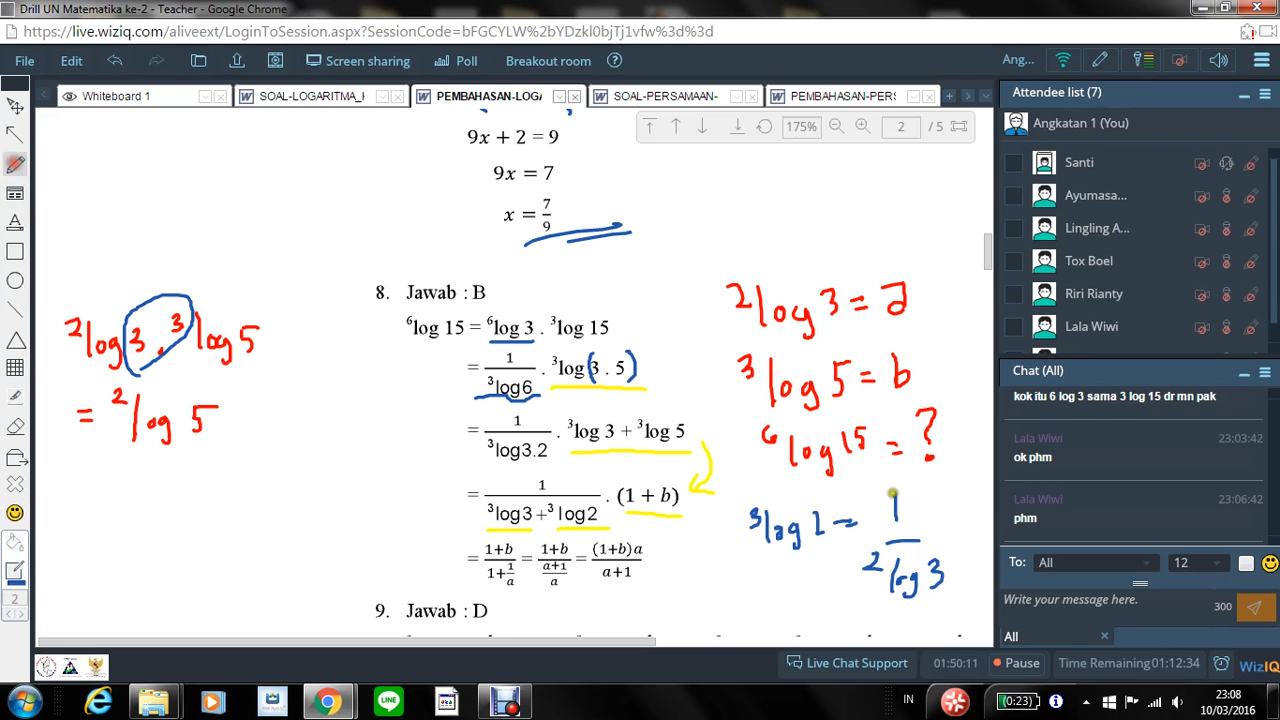 Drill UN Matematika ke-2 - Teacher - Google Chrome
https://live.wiziq.com/aliveext/LoginToSession.aspx?SessionCode=bFGCYLW%2bYDzkl0bjTj1vfw%3d%3d
File Edit Screen sharing Poll Breakout room Ang...
Whiteboard 1 SOAL-LOGARITMA_ PEMBAHASAN-LOGA SOAL-PERSAMAAN- PEMBAHASAN-PERS
175% 2 / 5
9x + 2 = 9
9x = 7
x = 7/9
8. Jawab : B
⁶log 15 = ⁶log 3 . ³log 15
= 1/³log6 . ³log(3 . 5)
= 1/³log3.2 . ³log 3 + ³log 5
= 1/(³log3 +³log2) . (1 + b)
= (1+b)/(1+1/a) = (1+b)/((a+1)/a) = (1+b)a/(a+1)
9. Jawab : D
²log 3 . ³log 5
= ²log 5
²log 3 = a
³log 5 = b
⁶log 15 = ?
³log 2 = 1/²log 3
Attendee list (7)
Angkatan 1 (You)
Santi
Ayumasa...
Lingling A...
Tox Boel
Riri Rianty
Lala Wiwi
Chat (All)
kok itu 6 log 3 sama 3 log 15 dr mn pak
Lala Wiwi 23:03:42
ok phm
Lala Wiwi 23:06:42
phm
To: All 12
Write your message here. 300
All
2
Live Chat Support 01:50:11 Pause Time Remaining 01:12:34 WizIQ
LINE
IN (0:23) 23:08
10/03/2016